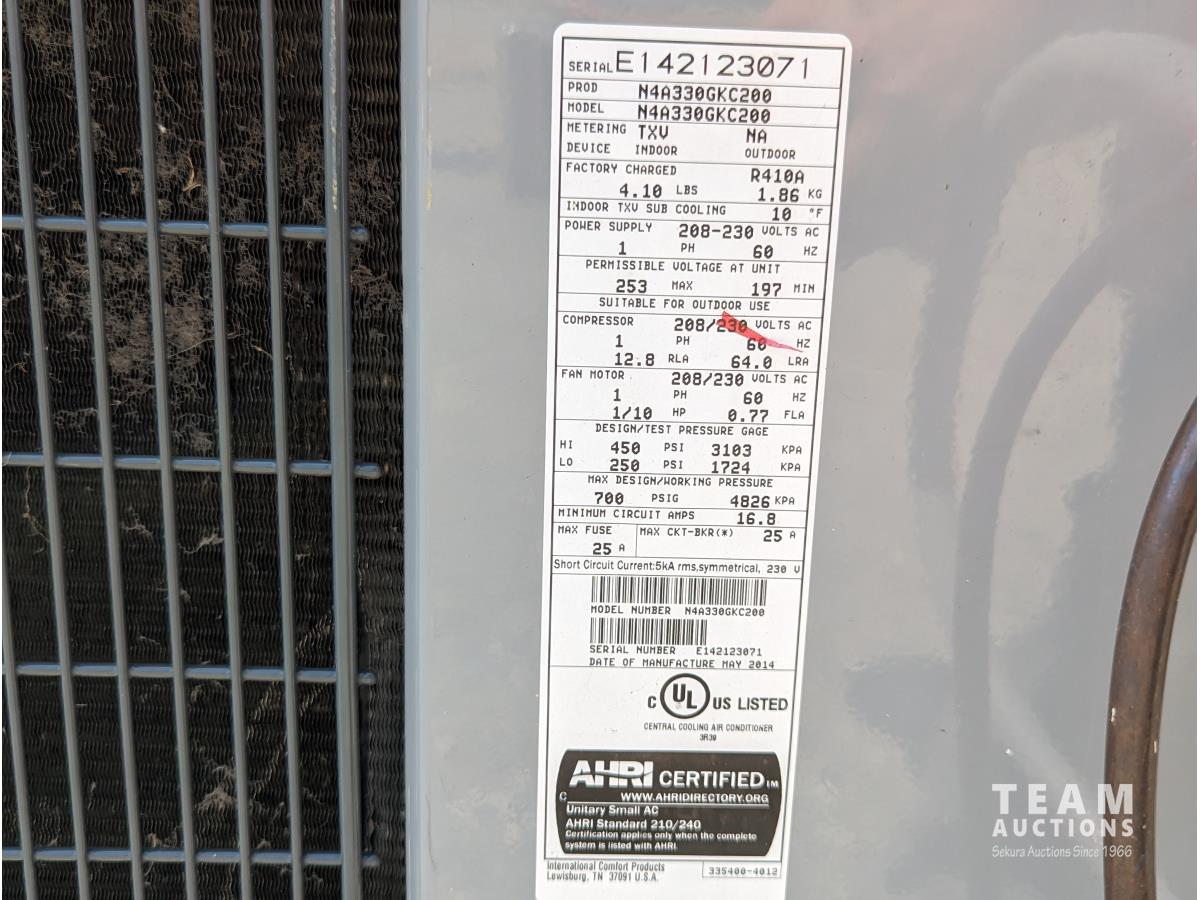 SERIAL E142123071
PROD N4A330GKC200
MODEL N4A330GKC200
METERING TXV NA
DEVICE INDOOR OUTDOOR
FACTORY CHARGED R410A
4.10 LBS 1.86 KG
INDOOR TXV SUB COOLING 10 °F
POWER SUPPLY 208-230 VOLTS AC
1 PH 60 HZ
PERMISSIBLE VOLTAGE AT UNIT
253 MAX 197 MIN
SUITABLE FOR OUTDOOR USE
COMPRESSOR 208/230 VOLTS AC
1 PH 60 HZ
12.8 RLA 64.0 LRA
FAN MOTOR 208/230 VOLTS AC
1 PH 60 HZ
1/10 HP 0.77 FLA
DESIGN/TEST PRESSURE GAGE
HI 450 PSI 3103 KPA
LO 250 PSI 1724 KPA
MAX DESIGN/WORKING PRESSURE
700 PSIG 4826 KPA
MINIMUM CIRCUIT AMPS 16.8
MAX FUSE MAX CKT-BKR(*) 25 A
25 A
Short Circuit Current:5kA rms,symmetrical, 230 V
MODEL NUMBER N4A330GKC200
SERIAL NUMBER E142123071
DATE OF MANUFACTURE MAY 2014
C UL US LISTED
CENTRAL COOLING AIR CONDITIONER
3R39
AHRI CERTIFIED TM
C WWW.AHRIDIRECTORY.ORG
Unitary Small AC
AHRI Standard 210/240
Certification applies only when the complete
system is listed with AHRI.
International Comfort Products
Lewisburg, TN 37091 U.S.A.
335400-4012
TEAM
AUCTIONS
Sekura Auctions Since 1966